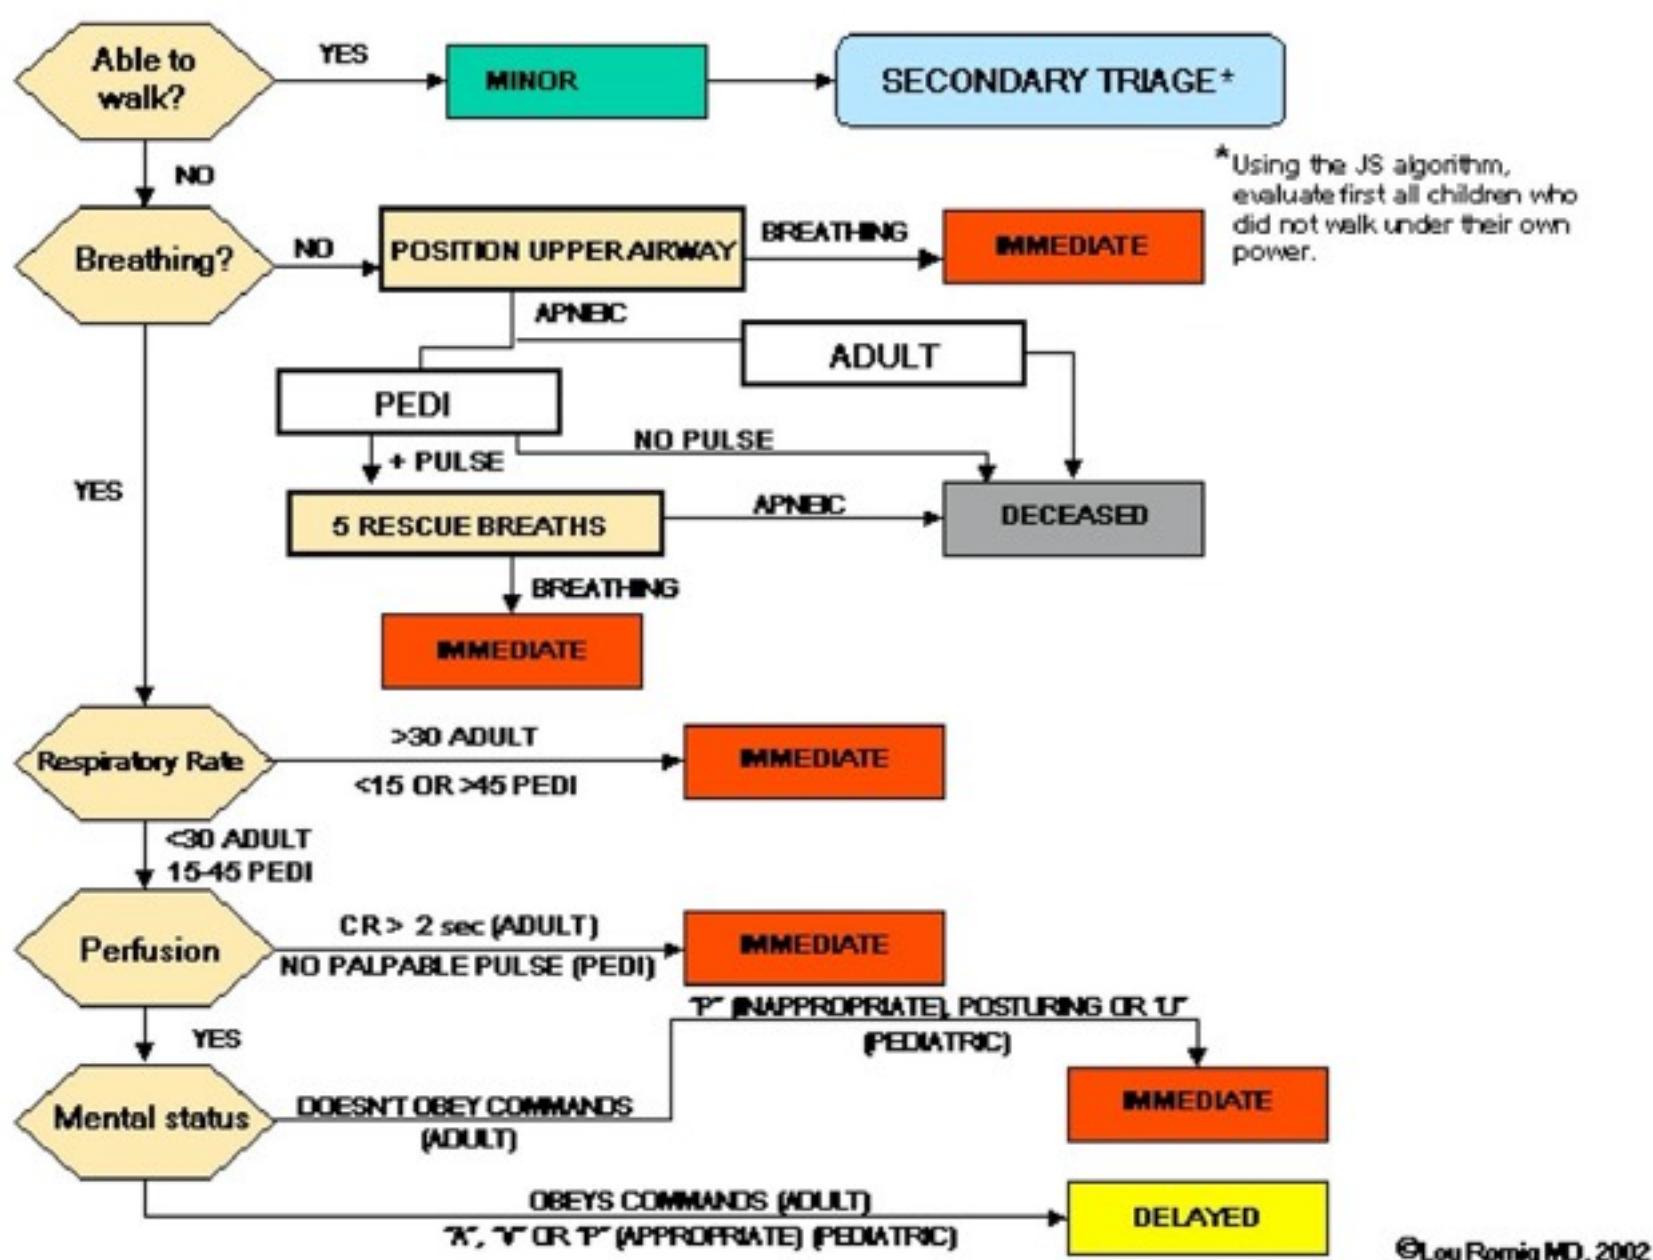 Able to
walk?
YES
MINOR
SECONDARY TRIAGE*
NO
*Using the JS algorithm,
evaluate first all children who
did not walk under their own
power.
Breathing?
NO
POSITION UPPER AIRWAY
BREATHING
IMMEDIATE
APNEIC
ADULT
PEDI
NO PULSE
+ PULSE
YES
5 RESCUE BREATHS
APNEIC
DECEASED
BREATHING
IMMEDIATE
Respiratory Rate
>30 ADULT
<15 OR >45 PEDI
IMMEDIATE
<30 ADULT
15-45 PEDI
Perfusion
CR > 2 sec (ADULT)
NO PALPABLE PULSE (PEDI)
IMMEDIATE
"P" (INAPPROPRIATE), POSTURING OR "U"
(PEDIATRIC)
YES
IMMEDIATE
Mental status
DOESN'T OBEY COMMANDS
(ADULT)
OBEYS COMMANDS (ADULT)
"A", "V" OR "P" (APPROPRIATE) (PEDIATRIC)
DELAYED
©Lou Romig MD, 2002